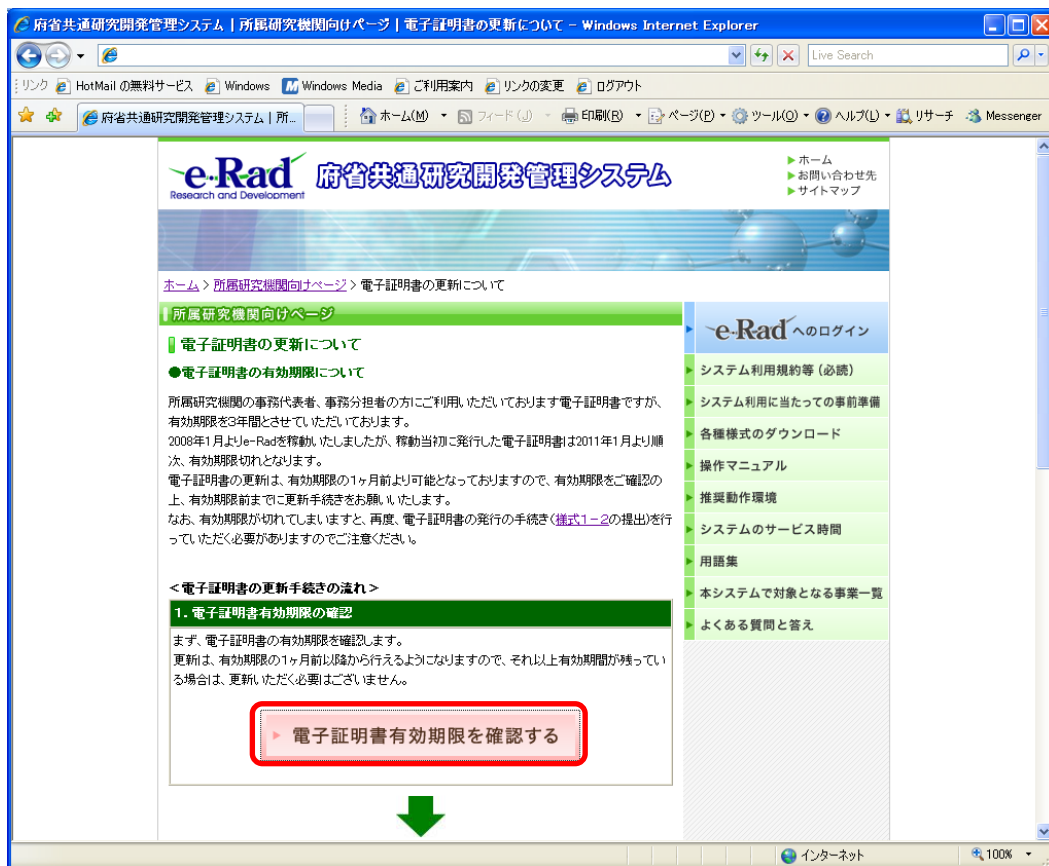 府省共通研究開発管理システム | 所属研究機関向けページ | 電子証明書の更新について - Windows Internet Explorer
Live Search
リンク HotMail の無料サービス Windows Windows Media ご利用案内 リンクの変更 ログアウト
府省共通研究開発管理システム | 所... ホーム(M) フィード(J) 印刷(R) ページ(P) ツール(O) ヘルプ(L) リサーチ Messenger
e-Rad
Research and Development
府省共通研究開発管理システム
ホーム
お問い合わせ先
サイトマップ
ホーム > 所属研究機関向けページ > 電子証明書の更新について
所属研究機関向けページ
電子証明書の更新について
●電子証明書の有効期限について
所属研究機関の事務代表者、事務分担者の方にご利用いただいております電子証明書ですが、
有効期限を3年間とさせていただいております。
2008年1月よりe-Radを稼動いたしましたが、稼動当初に発行した電子証明書は2011年1月より順
次、有効期限切れとなります。
電子証明書の更新は、有効期限の1ヶ月前より可能となっておりますので、有効期限をご確認の
上、有効期限前までに更新手続きをお願いいたします。
なお、有効期限が切れてしまいますと、再度、電子証明書の発行の手続き(様式1-2の提出)を行
っていただく必要がありますのでご注意ください。
<電子証明書の更新手続きの流れ>
1. 電子証明書有効期限の確認
まず、電子証明書の有効期限を確認します。
更新は、有効期限の1ヶ月前以降から行えるようになりますので、それ以上有効期間が残ってい
る場合は、更新いただく必要はございません。
電子証明書有効期限を確認する
e-Rad へのログイン
システム利用規約等(必読)
システム利用に当たっての事前準備
各種様式のダウンロード
操作マニュアル
推奨動作環境
システムのサービス時間
用語集
本システムで対象となる事業一覧
よくある質問と答え
インターネット 100%